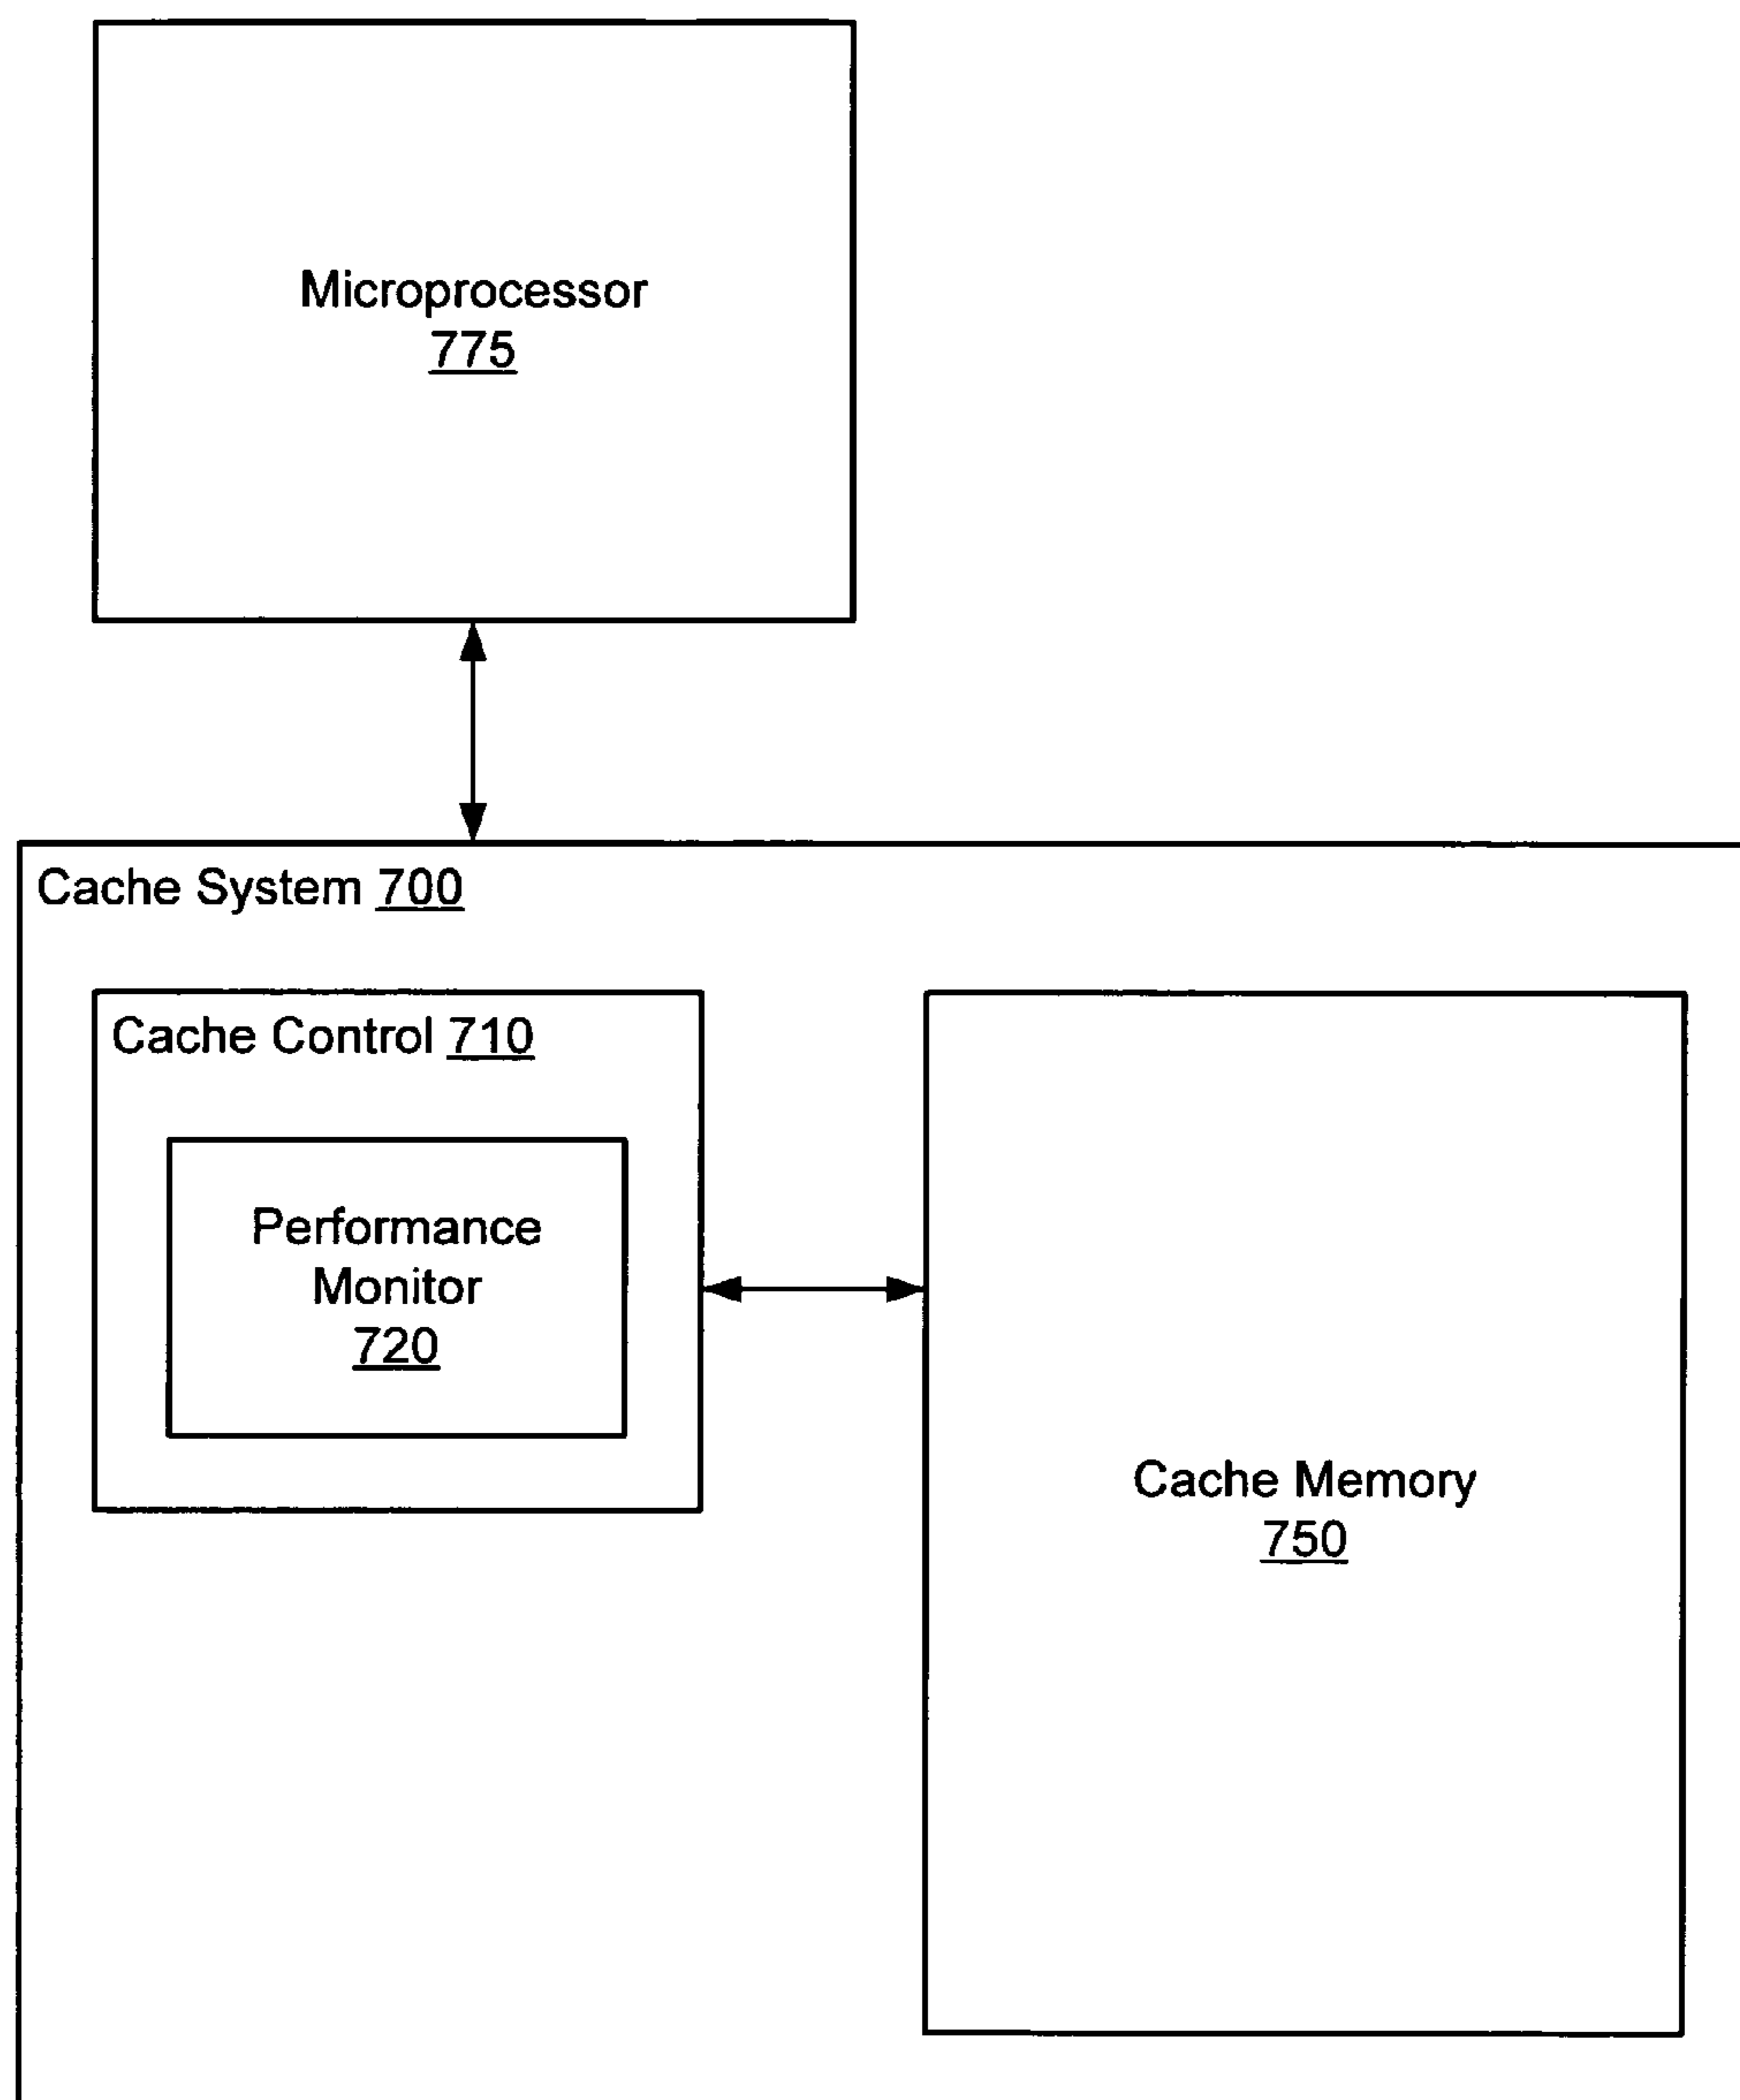 Microprocessor
775
Cache System 700
Cache Control 710
Performance
Monitor
720
Cache Memory
750